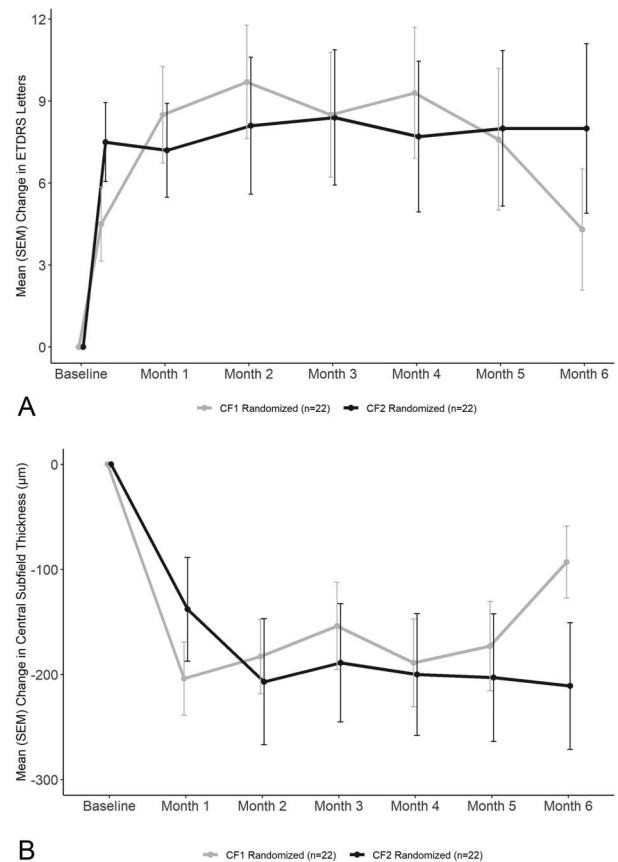 Mean (SEM) Change in ETDRS Letters
12
9
6
3
0
Baseline Month 1 Month 2 Month 3 Month 4 Month 5 Month 6
A
CF1 Randomized (n=22) CF2 Randomized (n=22)
Mean (SEM) Change in Central Subfield Thickness (μm)
0
-100
-200
-300
Baseline Month 1 Month 2 Month 3 Month 4 Month 5 Month 6
B
CF1 Randomized (n=22) CF2 Randomized (n=22)